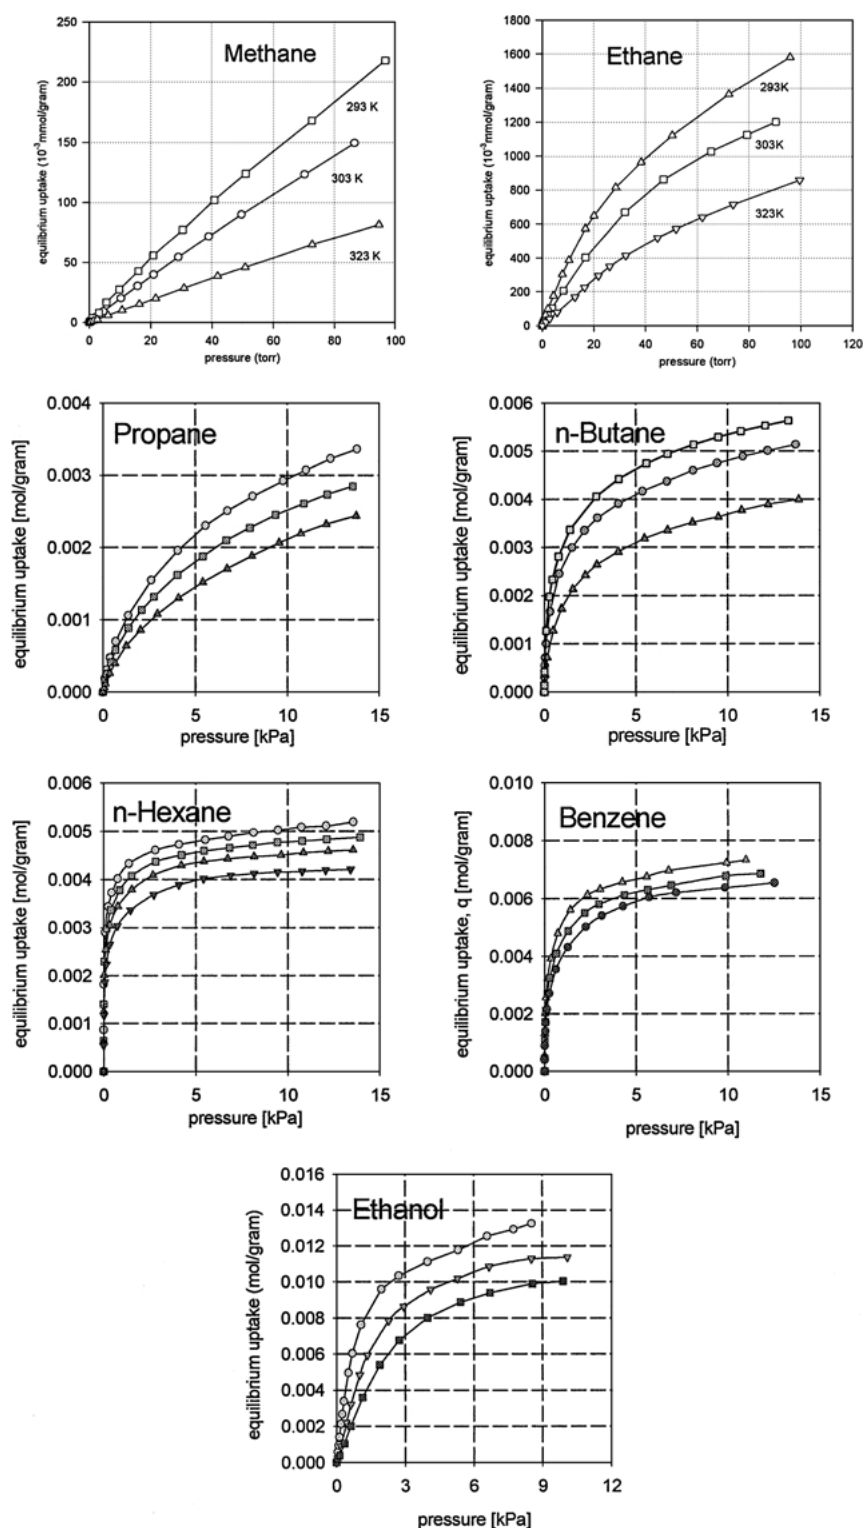 Methane
equilibrium uptake (10⁻³mmol/gram)
250
200
150
100
50
0
293 K
303 K
323 K
0 20 40 60 80 100
pressure (torr)
Ethane
equilibrium uptake (10⁻³mmol/gram)
1800
1600
1400
1200
1000
800
600
400
200
0
293K
303K
323K
0 20 40 60 80 100 120
pressure (torr)
Propane
equilibrium uptake [mol/gram]
0.004
0.003
0.002
0.001
0.000
0 5 10 15
pressure [kPa]
n-Butane
equilibrium uptake [mol/gram]
0.006
0.005
0.004
0.003
0.002
0.001
0.000
0 5 10 15
pressure [kPa]
n-Hexane
equilibrium uptake [mol/gram]
0.006
0.005
0.004
0.003
0.002
0.001
0.000
0 5 10 15
pressure [kPa]
Benzene
equilibrium uptake, q [mol/gram]
0.010
0.008
0.006
0.004
0.002
0.000
0 5 10 15
pressure [kPa]
Ethanol
equilibrium uptake (mol/gram)
0.016
0.014
0.012
0.010
0.008
0.006
0.004
0.002
0.000
0 3 6 9 12
pressure [kPa]